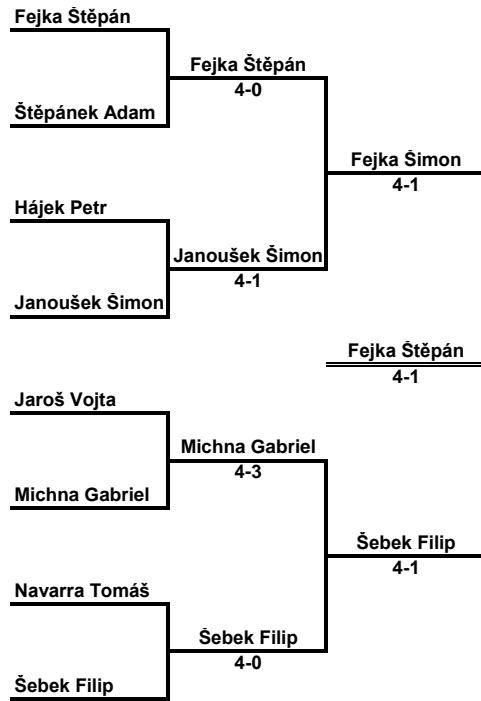 Fejka Štěpán
Fejka Štěpán
4-0
Štěpánek Adam
Fejka Šimon
4-1
Hájek Petr
Janoušek Šimon
4-1
Janoušek Šimon
Fejka Štěpán
4-1
Jaroš Vojta
Michna Gabriel
4-3
Michna Gabriel
Šebek Filip
4-1
Navarra Tomáš
Šebek Filip
4-0
Šebek Filip